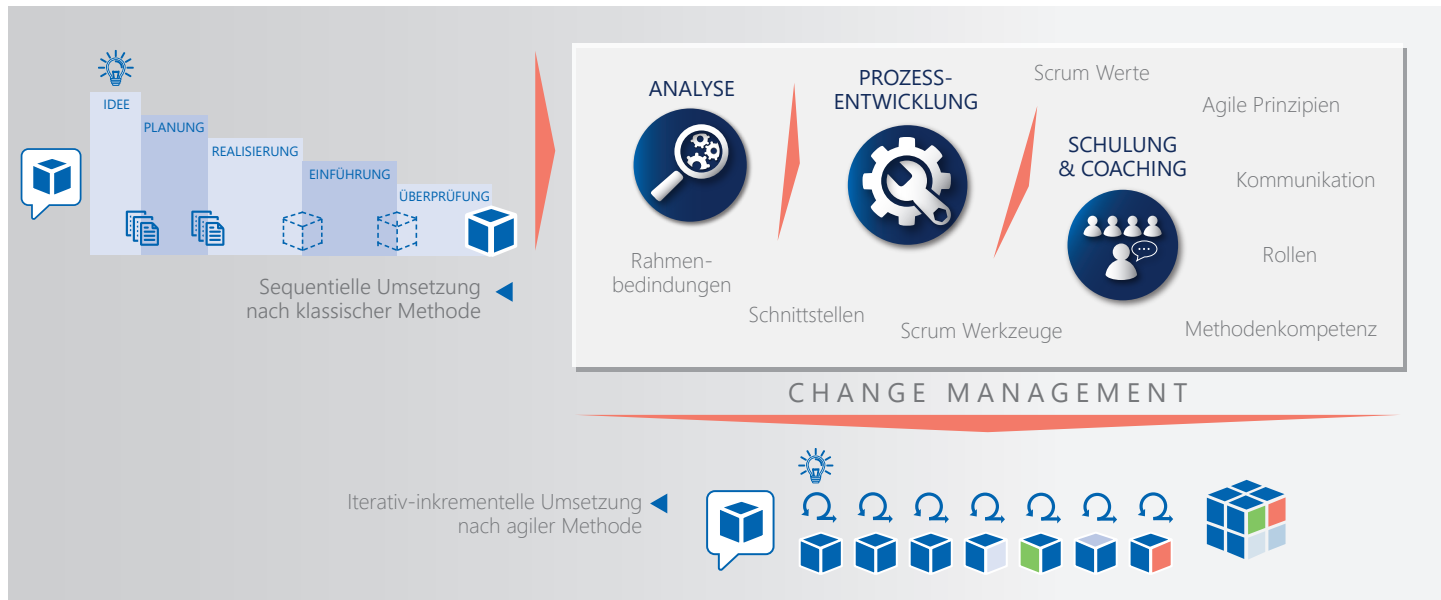 IDEE
PLANUNG
REALISIERUNG
EINFÜHRUNG
ÜBERPRÜFUNG
Sequentielle Umsetzung
nach klassischer Methode
ANALYSE
PROZESS-
ENTWICKLUNG
SCHULUNG
& COACHING
Scrum Werte
Agile Prinzipien
Kommunikation
Rollen
Methodenkompetenz
Rahmen-
bedindungen
Schnittstellen
Scrum Werkzeuge
CHANGE MANAGEMENT
Iterativ-inkrementelle Umsetzung
nach agiler Methode